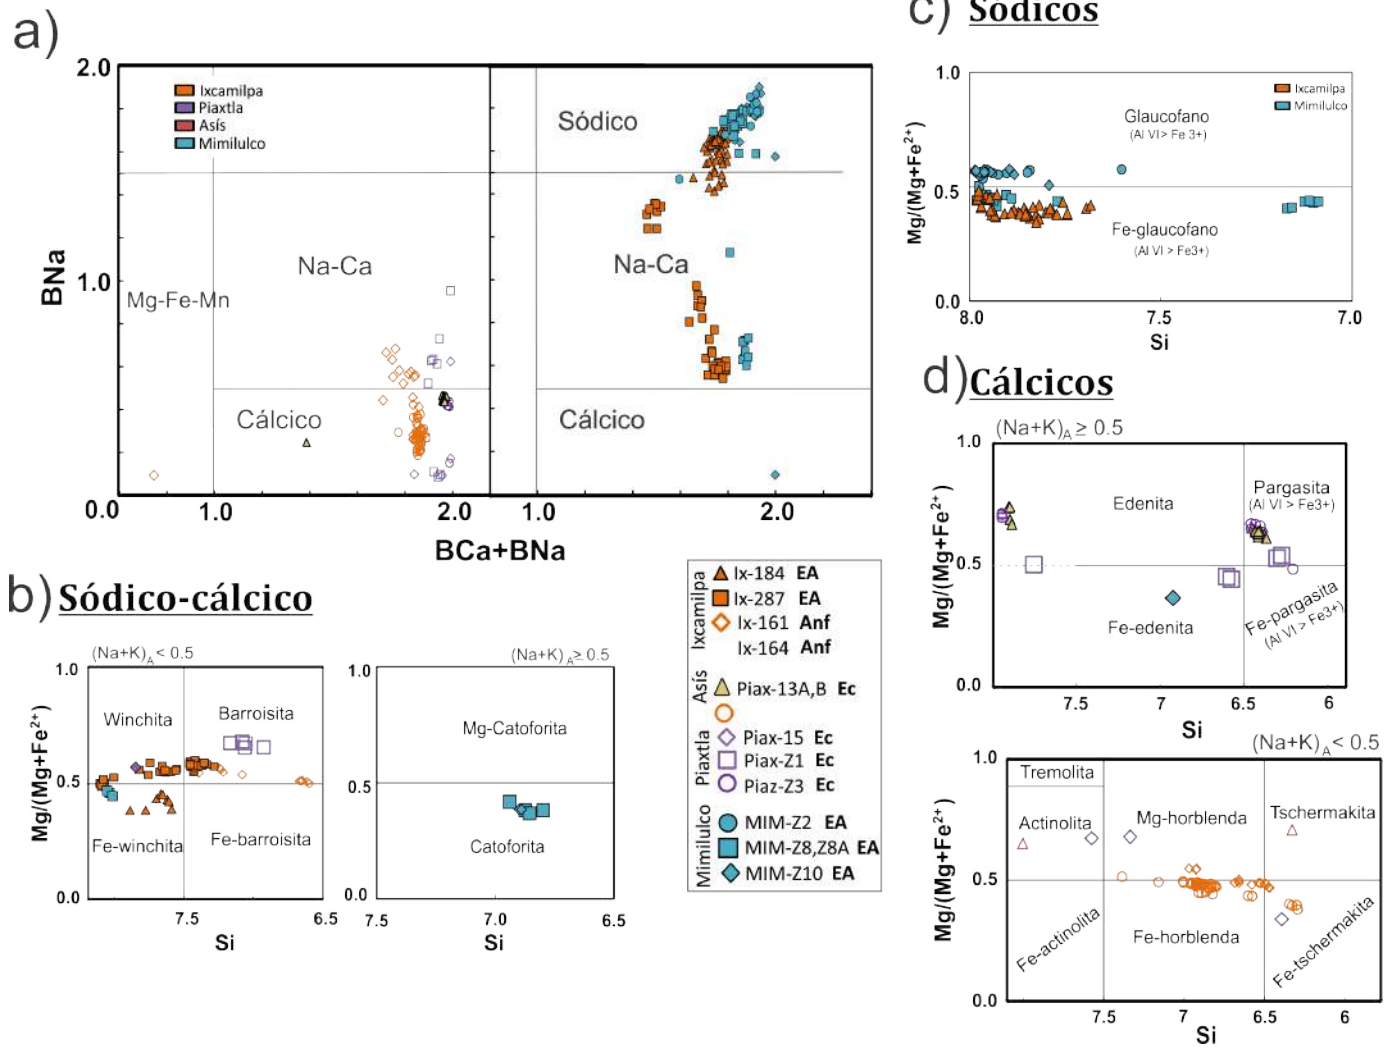 a)
2.0
1.0
0.0
BNa
Ixcamilpa
Piaxtla
Asís
Mimilulco
Mg-Fe-Mn
Na-Ca
Cálcico
Sódico
Na-Ca
Cálcico
1.0
2.0
1.0
2.0
BCa+BNa
b) Sódico-cálcico
(Na+K)A < 0.5
1.0
0.5
0.0
Mg/(Mg+Fe2+)
Winchita
Barroisita
Fe-winchita
Fe-barroisita
7.5
6.5
Si
(Na+K)A ≥ 0.5
1.0
0.5
0.0
Mg-Catoforita
Catoforita
7.5
7.0
6.5
Si
Ixcamilpa
Ix-184 EA
Ix-287 EA
Ix-161 Anf
Ix-164 Anf
Asís
Piax-13A,B Ec
Piaxtla
Piax-15 Ec
Piax-Z1 Ec
Piaz-Z3 Ec
Mimilulco
MIM-Z2 EA
MIM-Z8,Z8A EA
MIM-Z10 EA
c) Sódicos
1.0
0.5
0.0
Mg/(Mg+Fe2+)
Ixcamilpa
Mimilulco
Glaucofano
(Al VI> Fe 3+)
Fe-glaucofano
(Al VI > Fe3+)
8.0
7.5
7.0
Si
d) Cálcicos
(Na+K)A ≥ 0.5
1.0
0.5
0.0
Mg/(Mg+Fe2+)
Edenita
Pargasita
(Al VI > Fe3+)
Fe-edenita
Fe-pargasita
(Al VI > Fe3+)
7.5
7
6.5
6
Si
(Na+K)A < 0.5
1.0
0.5
0.0
Mg/(Mg+Fe2+)
Tremolita
Actinolita
Mg-horblenda
Tschermakita
Fe-actinolita
Fe-horblenda
Fe-tschermakita
7.5
7
6.5
6
Si